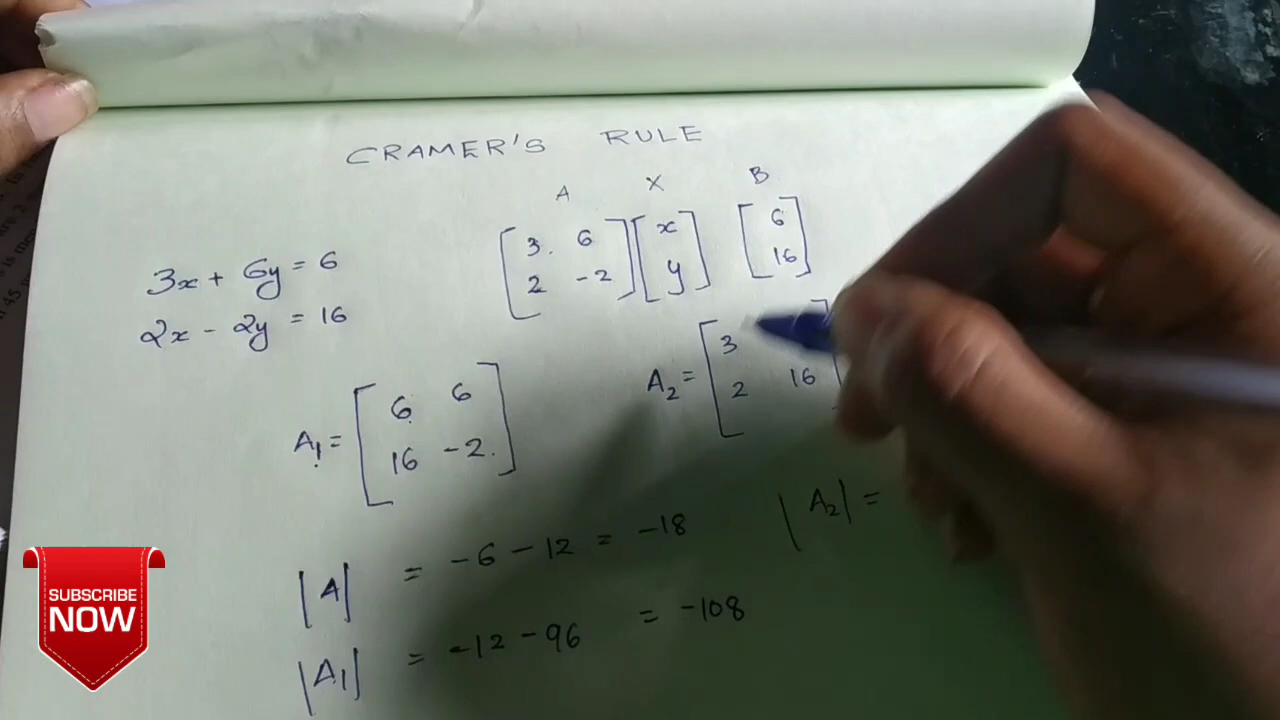 CRAMER'S RULE
A X B
3x + 6y = 6
2x - 2y = 16
[3. 6] [x] [6]
[2 -2] [y] [16]
A₁ = [6 6]
[16 -2.]
A₂ = [3
2 16]
|A| = -6 - 12 = -18
|A₁| = -12 - 96 = -108
|A₂| =
SUBSCRIBE
NOW